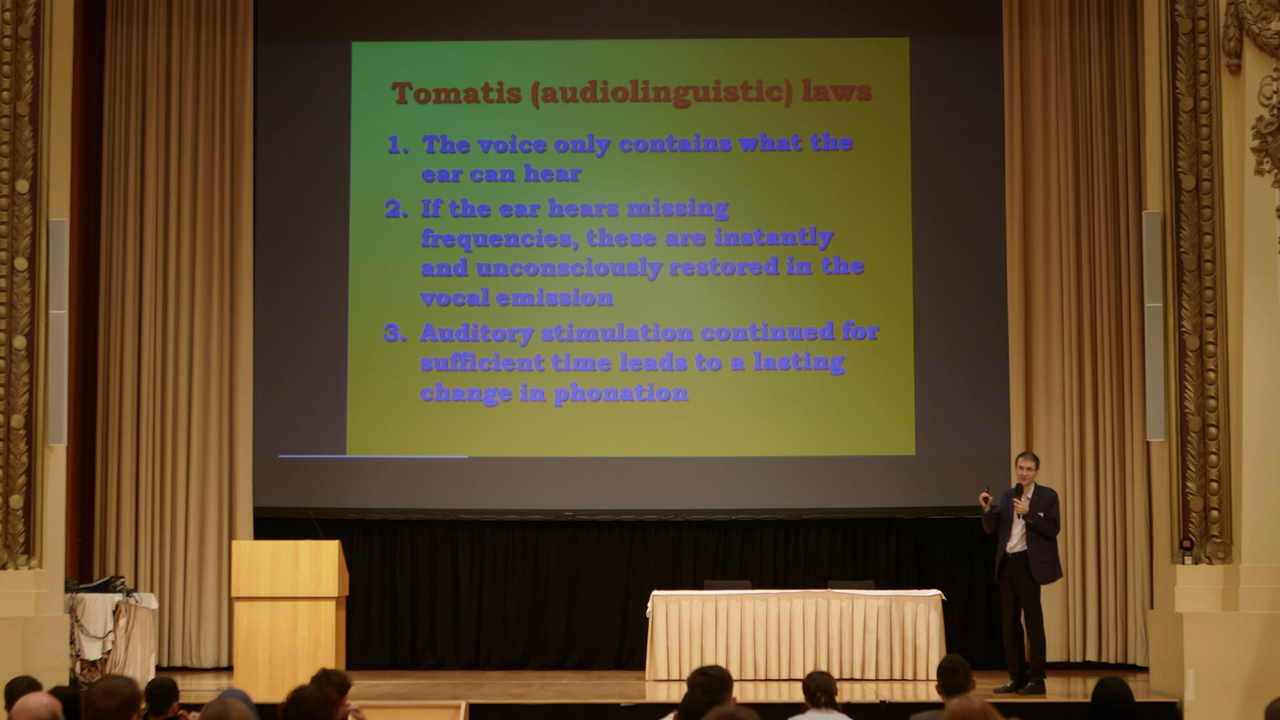 Tomatis (audiolinguistic) laws
1. The voice only contains what the
ear can hear
2. If the ear hears missing
frequencies, these are instantly
and unconsciously restored in the
vocal emission
3. Auditory stimulation continued for
sufficient time leads to a lasting
change in phonation